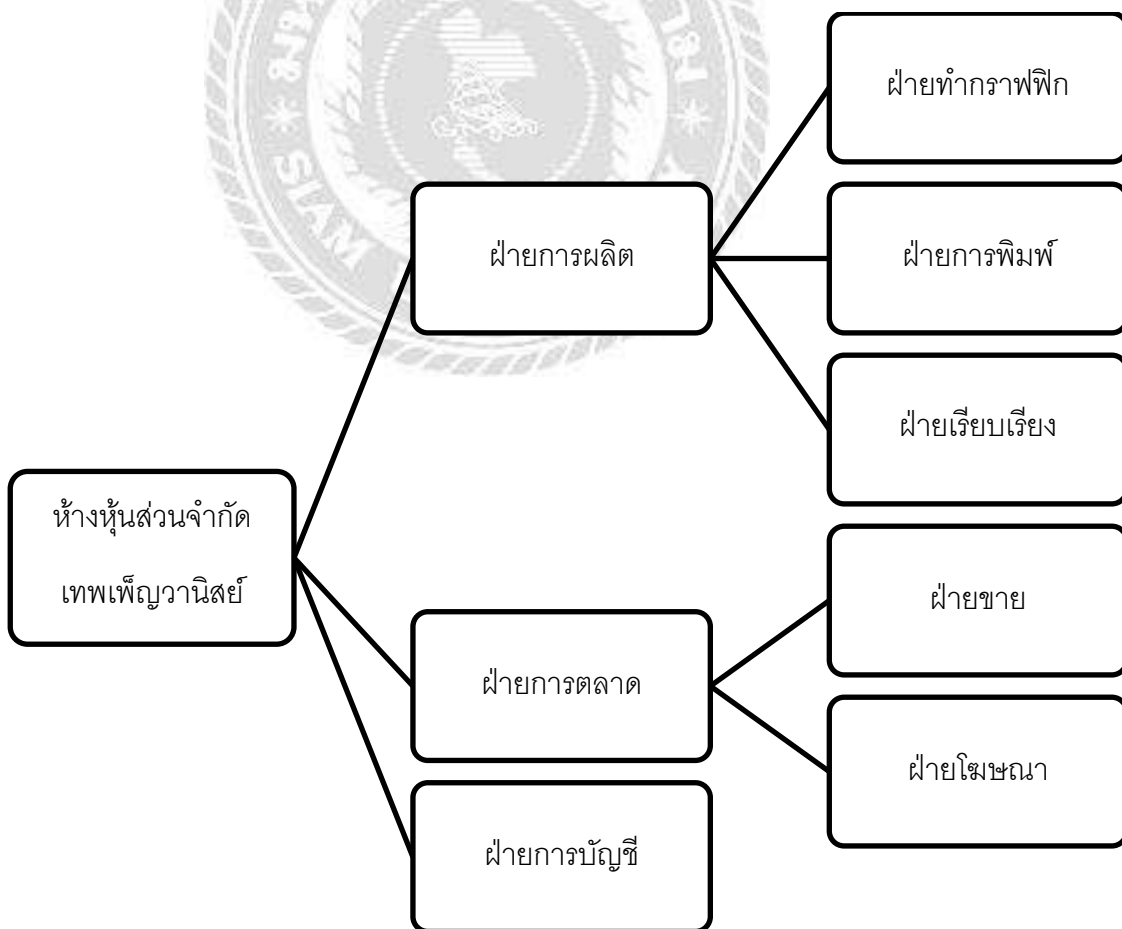 ห้างหุ้นส่วนจำกัด
เทพเพ็ญวานิสย์
ฝ่ายการผลิต
ฝ่ายทำกราฟฟิก
ฝ่ายการพิมพ์
ฝ่ายเรียบเรียง
ฝ่ายการตลาด
ฝ่ายขาย
ฝ่ายโฆษณา
ฝ่ายการบัญชี
SIAM